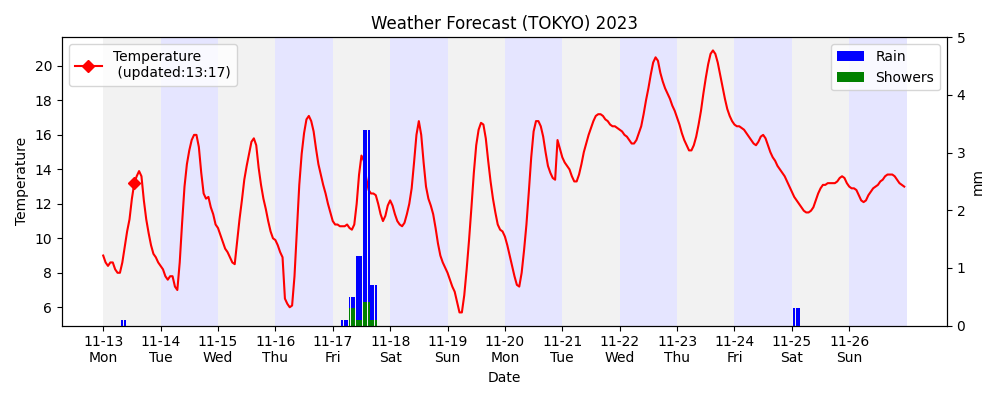 Weather Forecast (TOKYO) 2023
Temperature
(updated:13:17)
Rain
Showers
Temperature
20
18
16
14
12
10
8
6
5
4
3
2
1
0
mm
11-13 11-14 11-15 11-16 11-17 11-18 11-19 11-20 11-21 11-22 11-23 11-24 11-25 11-26
Mon Tue Wed Thu Fri Sat Sun Mon Tue Wed Thu Fri Sat Sun
Date